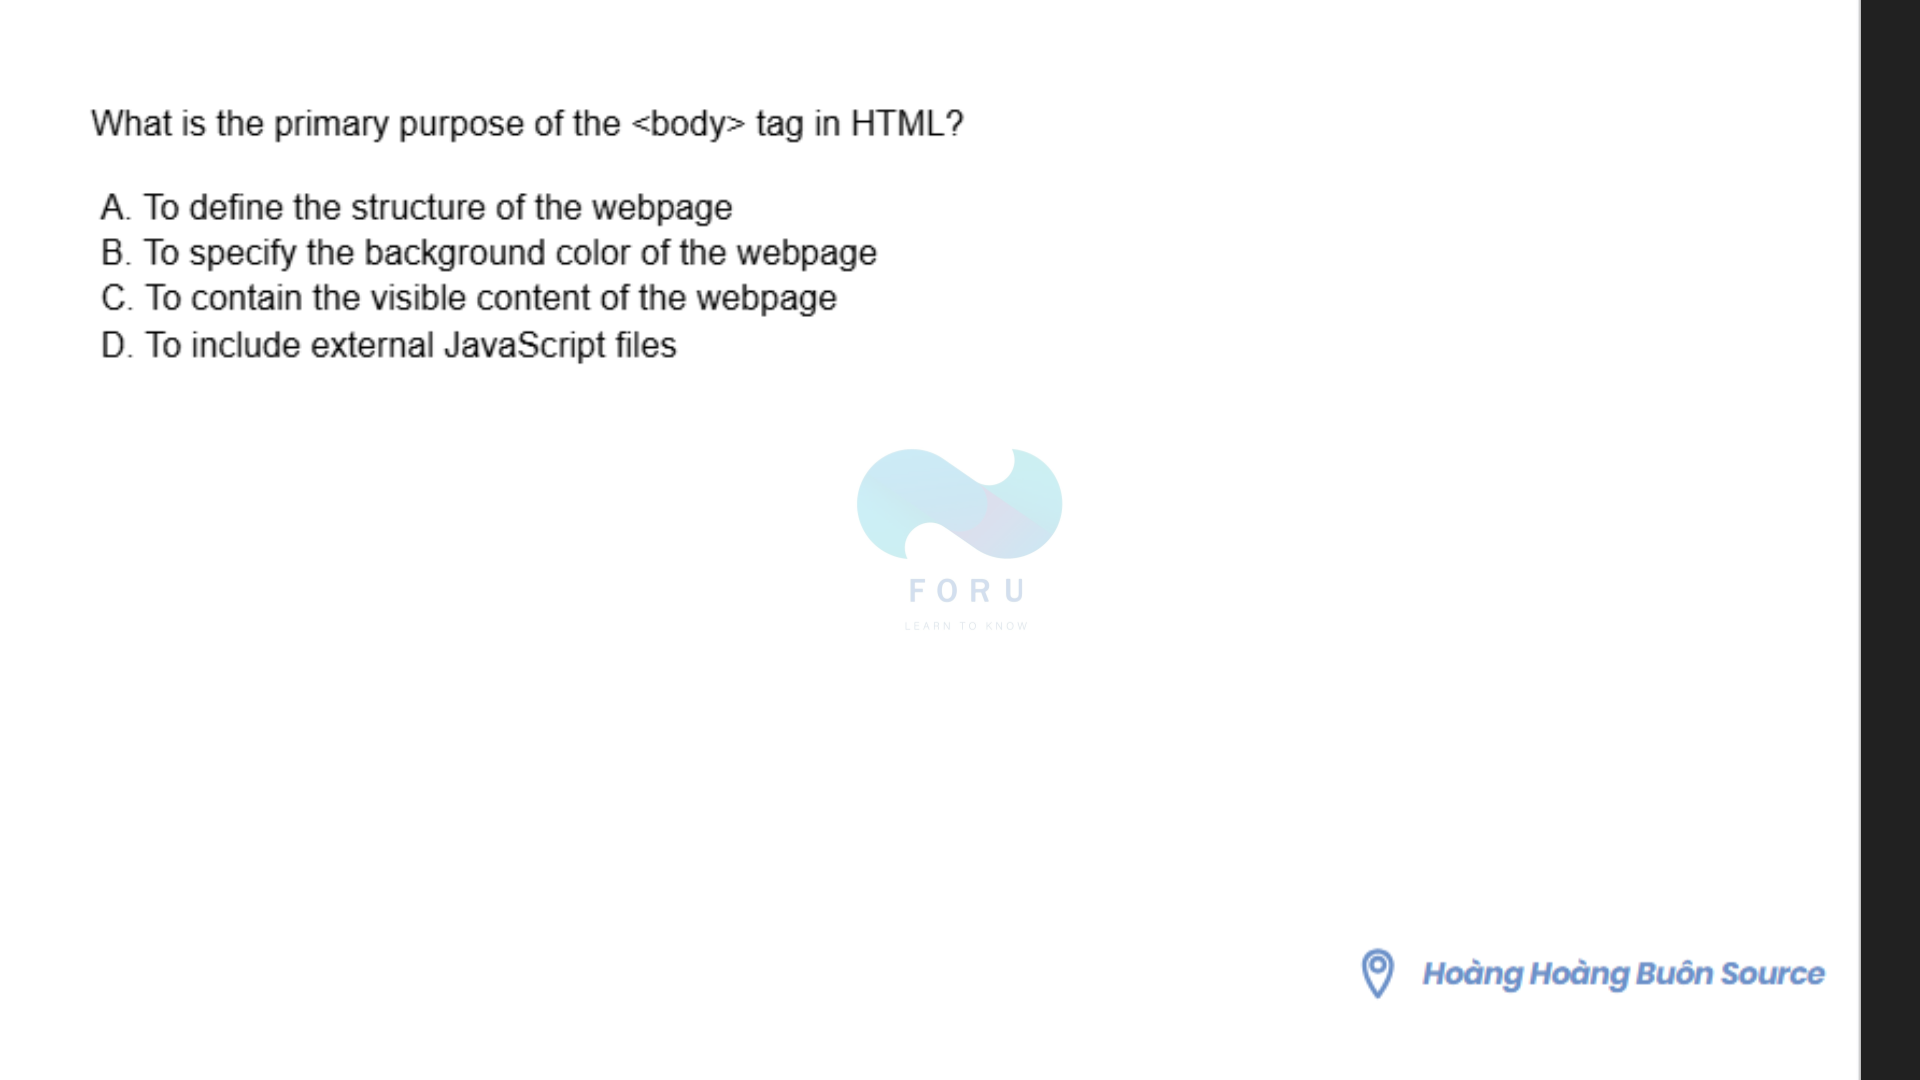 What is the primary purpose of the <body> tag in HTML?
A. To define the structure of the webpage
B. To specify the background color of the webpage
C. To contain the visible content of the webpage
D. To include external JavaScript files
FORU
LEARN TO KNOW
Hoàng Hoàng Buôn Source